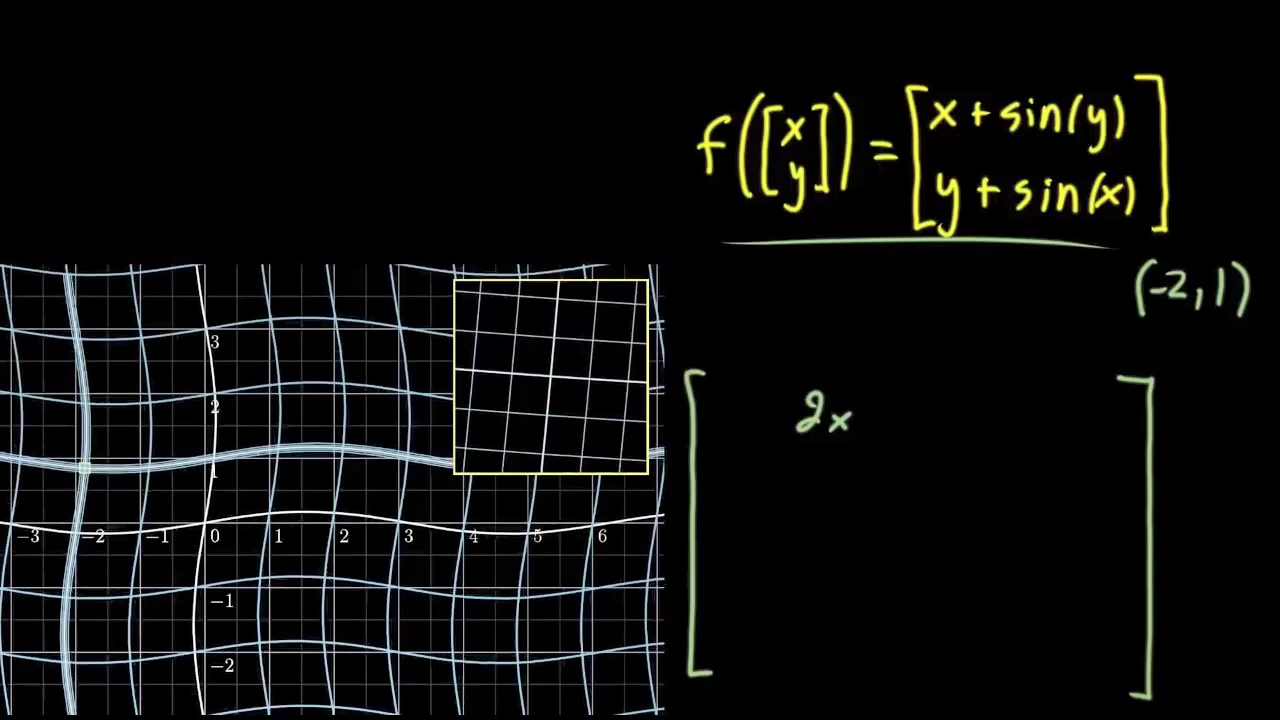 f([x y]) = [x + sin(y)
y + sin(x)]
(-2, 1)
3
2
1
−3 −2 −1 0 1 2 3 4 5 6
−1
−2
2x